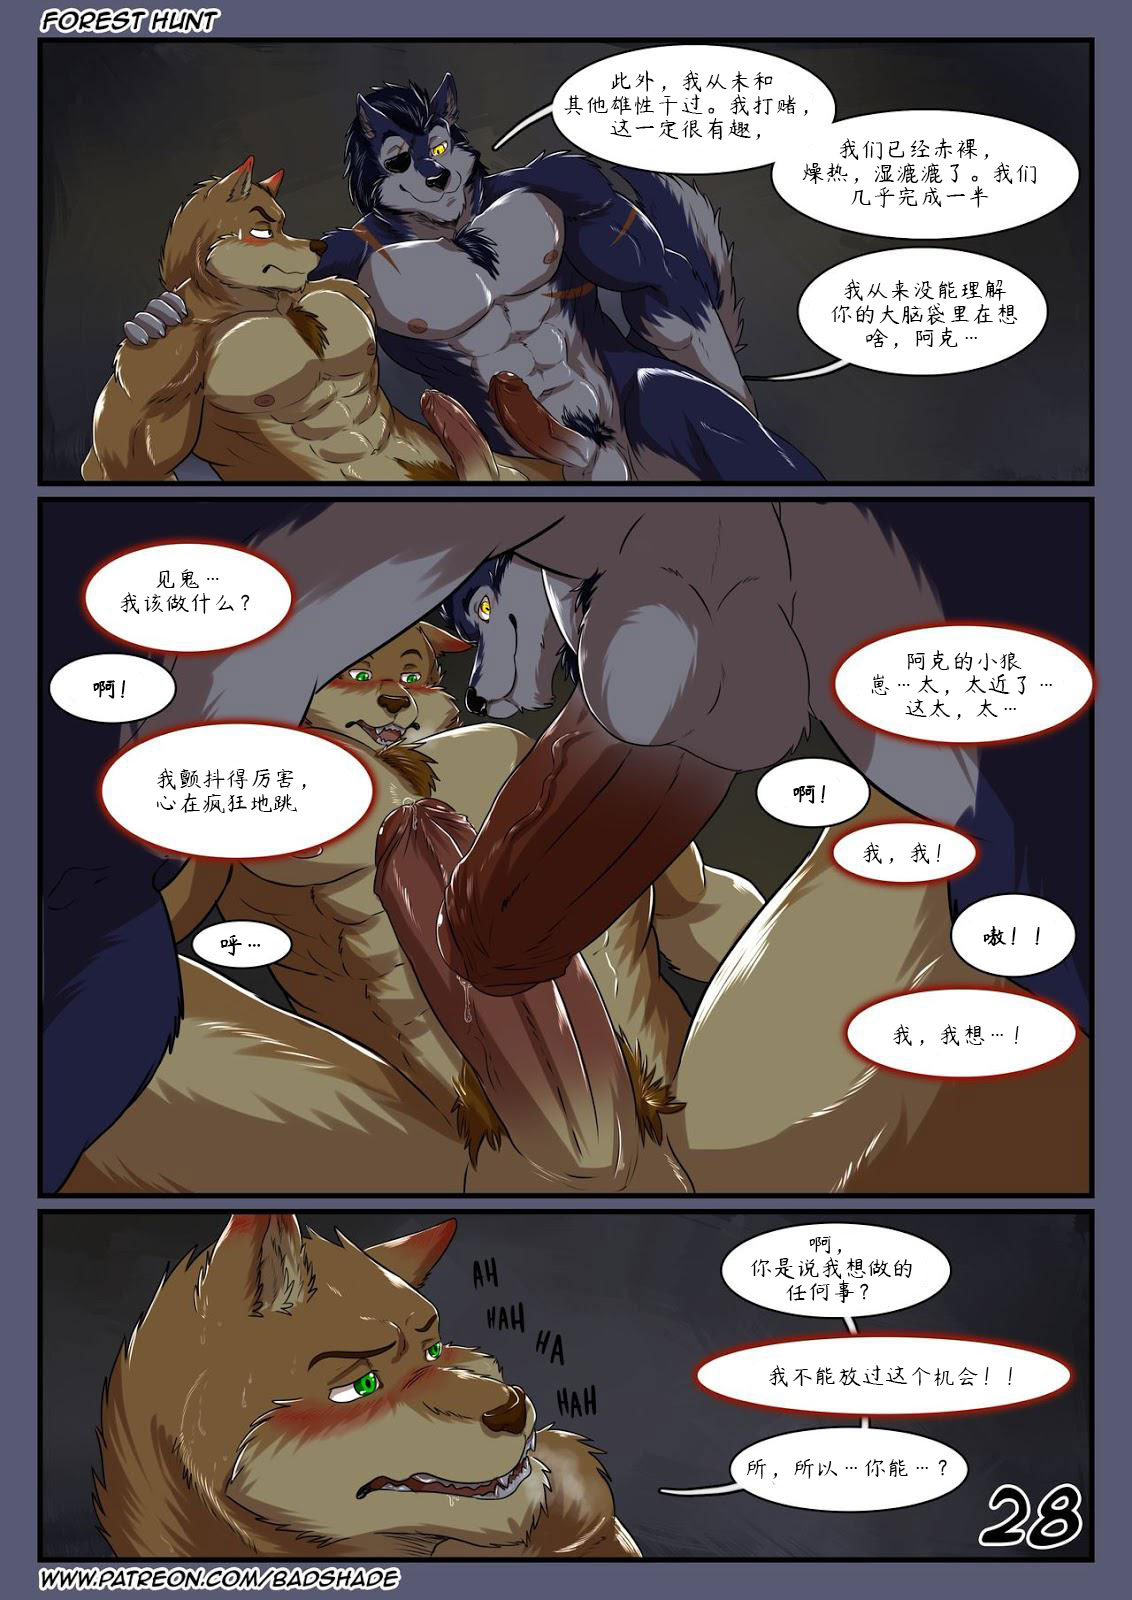 FOREST HUNT
此外，我从未和
其他雄性干过。我打赌，
这一定很有趣，
我们已经赤裸，
燥热，湿漉漉了。我们
几乎完成一半
我从来没能理解
你的大脑袋里在想
啥，阿克…
见鬼…
我该做什么？
啊！
阿克的小狼
崽…太，太近了…
这太，太…
我颤抖得厉害，
心在疯狂地跳
啊！
我，我！
呼…
嗷！！
我，我想…！
AH
HAH
HA
HAH
啊，
你是说我想做的
任何事？
我不能放过这个机会！！
所，所以…你能…？
28
WWW.PATREON.COM/BADSHADE